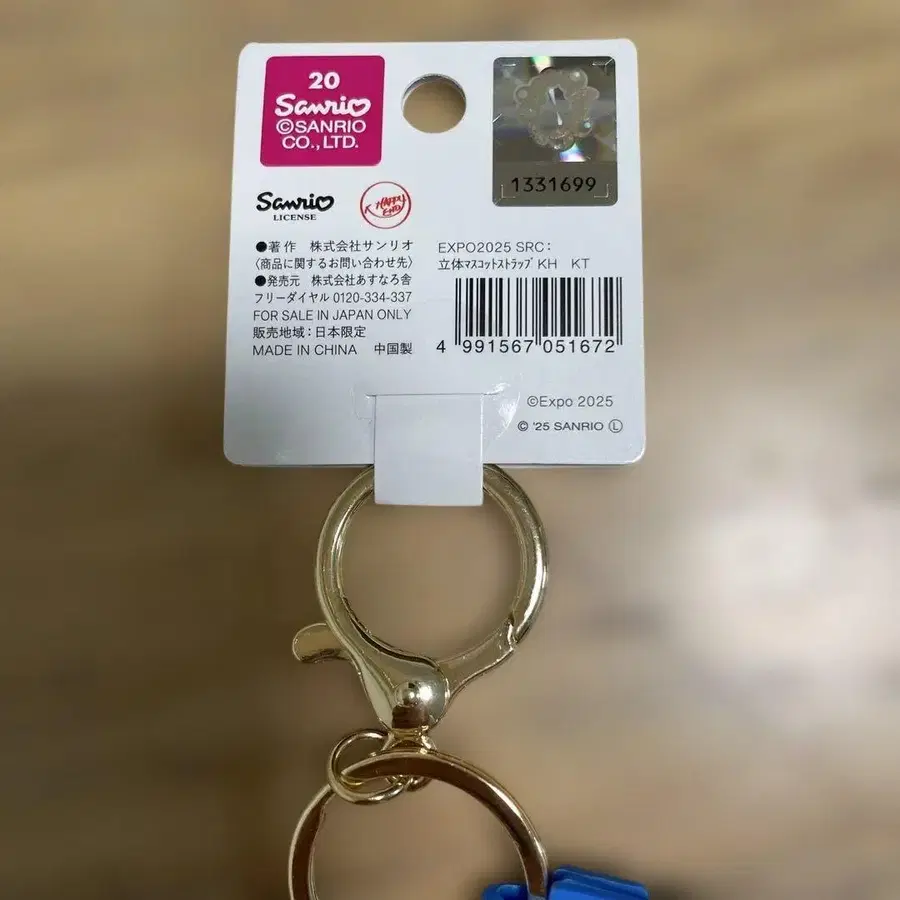 20
Sanrio
©SANRIO
CO.,LTD.
1331699
Sanrio
LICENSE
K HAPPY
END
●著作 株式会社サンリオ
〈商品に関するお問い合わせ先〉
●発売元 株式会社あすなろ舎
フリーダイヤル 0120-334-337
FOR SALE IN JAPAN ONLY
販売地域：日本限定
MADE IN CHINA 中国製
EXPO2025 SRC：
立体ﾏｽｺｯﾄｽﾄﾗｯﾌﾟ KH KT
4 991567 051672
©Expo 2025
© '25 SANRIO Ⓛ